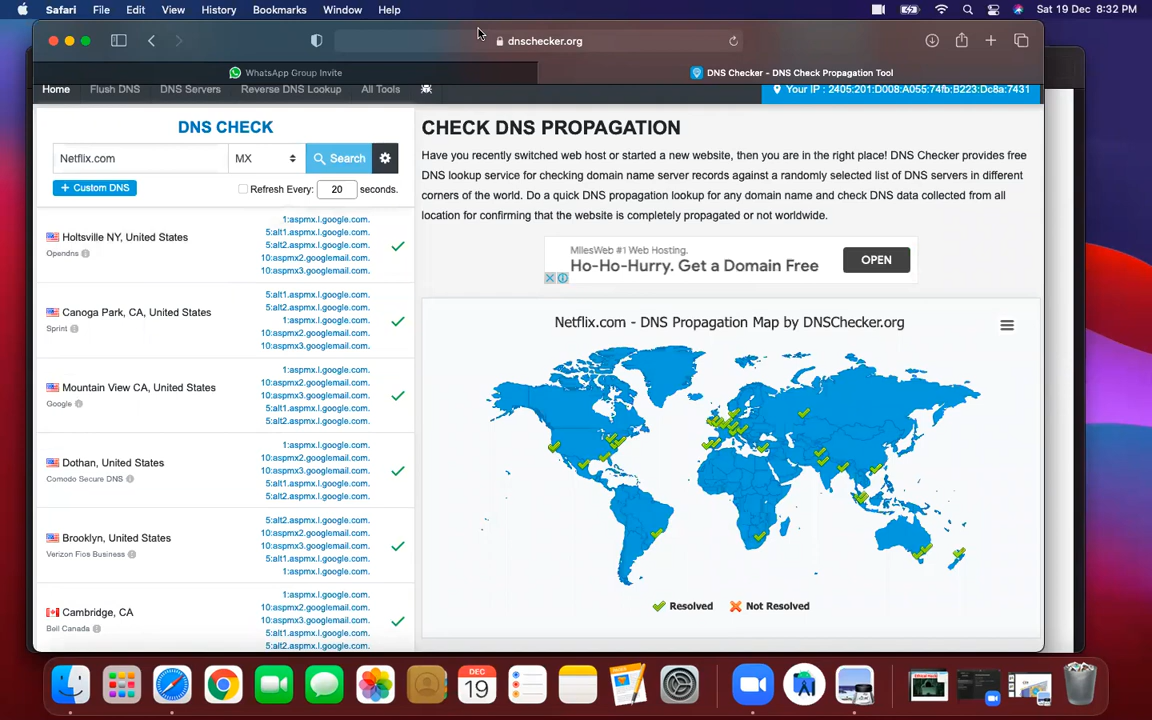 Safari File Edit View History Bookmarks Window Help
Sat 19 Dec 8:32 PM
dnschecker.org
WhatsApp Group Invite
DNS Checker - DNS Check Propagation Tool
Home Flush DNS DNS Servers Reverse DNS Lookup All Tools
Your IP : 2405:201:D008:A055:74fb:B223:Dc8a:7431
DNS CHECK
Netflix.com MX Search
+ Custom DNS Refresh Every: 20 seconds.
Holtsville NY, United States
Opendns
1:aspmx.l.google.com.
5:alt1.aspmx.l.google.com.
5:alt2.aspmx.l.google.com.
10:aspmx2.googlemail.com.
10:aspmx3.googlemail.com.
Canoga Park, CA, United States
Sprint
5:alt1.aspmx.l.google.com.
5:alt2.aspmx.l.google.com.
1:aspmx.l.google.com.
10:aspmx2.googlemail.com.
10:aspmx3.googlemail.com.
Mountain View CA, United States
Google
1:aspmx.l.google.com.
10:aspmx2.googlemail.com.
10:aspmx3.googlemail.com.
5:alt1.aspmx.l.google.com.
5:alt2.aspmx.l.google.com.
Dothan, United States
Comodo Secure DNS
1:aspmx.l.google.com.
10:aspmx2.googlemail.com.
10:aspmx3.googlemail.com.
5:alt1.aspmx.l.google.com.
5:alt2.aspmx.l.google.com.
Brooklyn, United States
Verizon Fios Business
5:alt2.aspmx.l.google.com.
10:aspmx2.googlemail.com.
10:aspmx3.googlemail.com.
5:alt1.aspmx.l.google.com.
1:aspmx.l.google.com.
Cambridge, CA
Bell Canada
1:aspmx.l.google.com.
10:aspmx2.googlemail.com.
10:aspmx3.googlemail.com.
5:alt1.aspmx.l.google.com.
5:alt2.aspmx.l.google.com.
CHECK DNS PROPAGATION
Have you recently switched web host or started a new website, then you are in the right place! DNS Checker provides free
DNS lookup service for checking domain name server records against a randomly selected list of DNS servers in different
corners of the world. Do a quick DNS propagation lookup for any domain name and check DNS data collected from all
location for confirming that the website is completely propagated or not worldwide.
MilesWeb #1 Web Hosting.
Ho-Ho-Hurry. Get a Domain Free
OPEN
Netflix.com - DNS Propagation Map by DNSChecker.org
Resolved Not Resolved
DEC
19